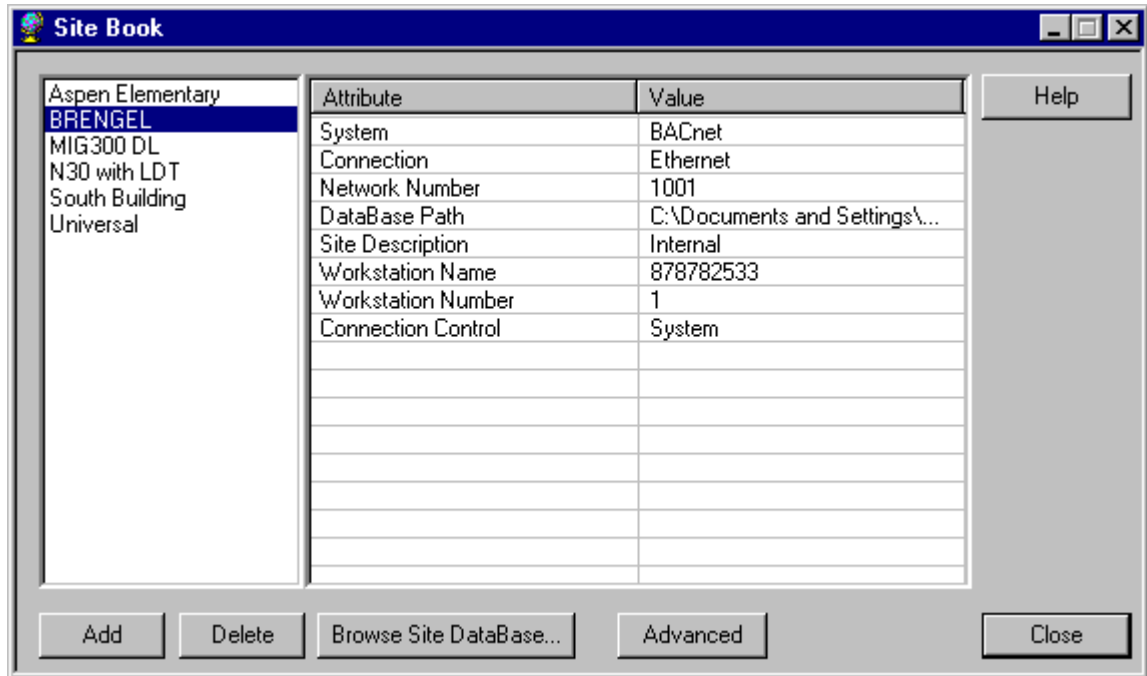 Site Book
Aspen Elementary
BRENGEL
MIG300 DL
N30 with LDT
South Building
Universal
Attribute Value
System BACnet
Connection Ethernet
Network Number 1001
DataBase Path C:\Documents and Settings\...
Site Description Internal
Workstation Name 878782533
Workstation Number 1
Connection Control System
Help
Add Delete Browse Site DataBase... Advanced Close